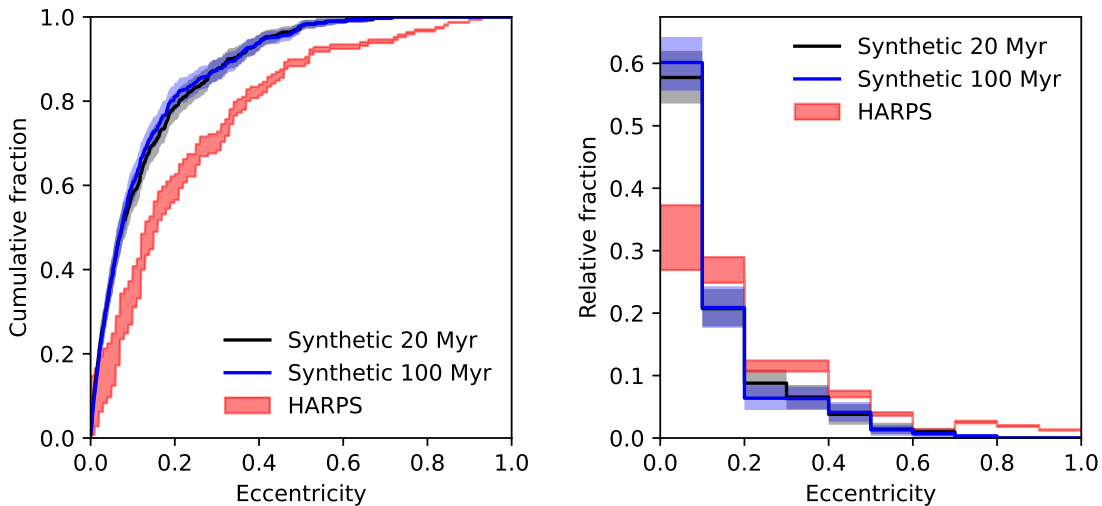 Cumulative fraction
1.0
0.8
0.6
0.4
0.2
0.0
Synthetic 20 Myr
Synthetic 100 Myr
HARPS
0.0 0.2 0.4 0.6 0.8 1.0
Eccentricity
Relative fraction
0.6
0.5
0.4
0.3
0.2
0.1
0.0
Synthetic 20 Myr
Synthetic 100 Myr
HARPS
0.0 0.2 0.4 0.6 0.8 1.0
Eccentricity